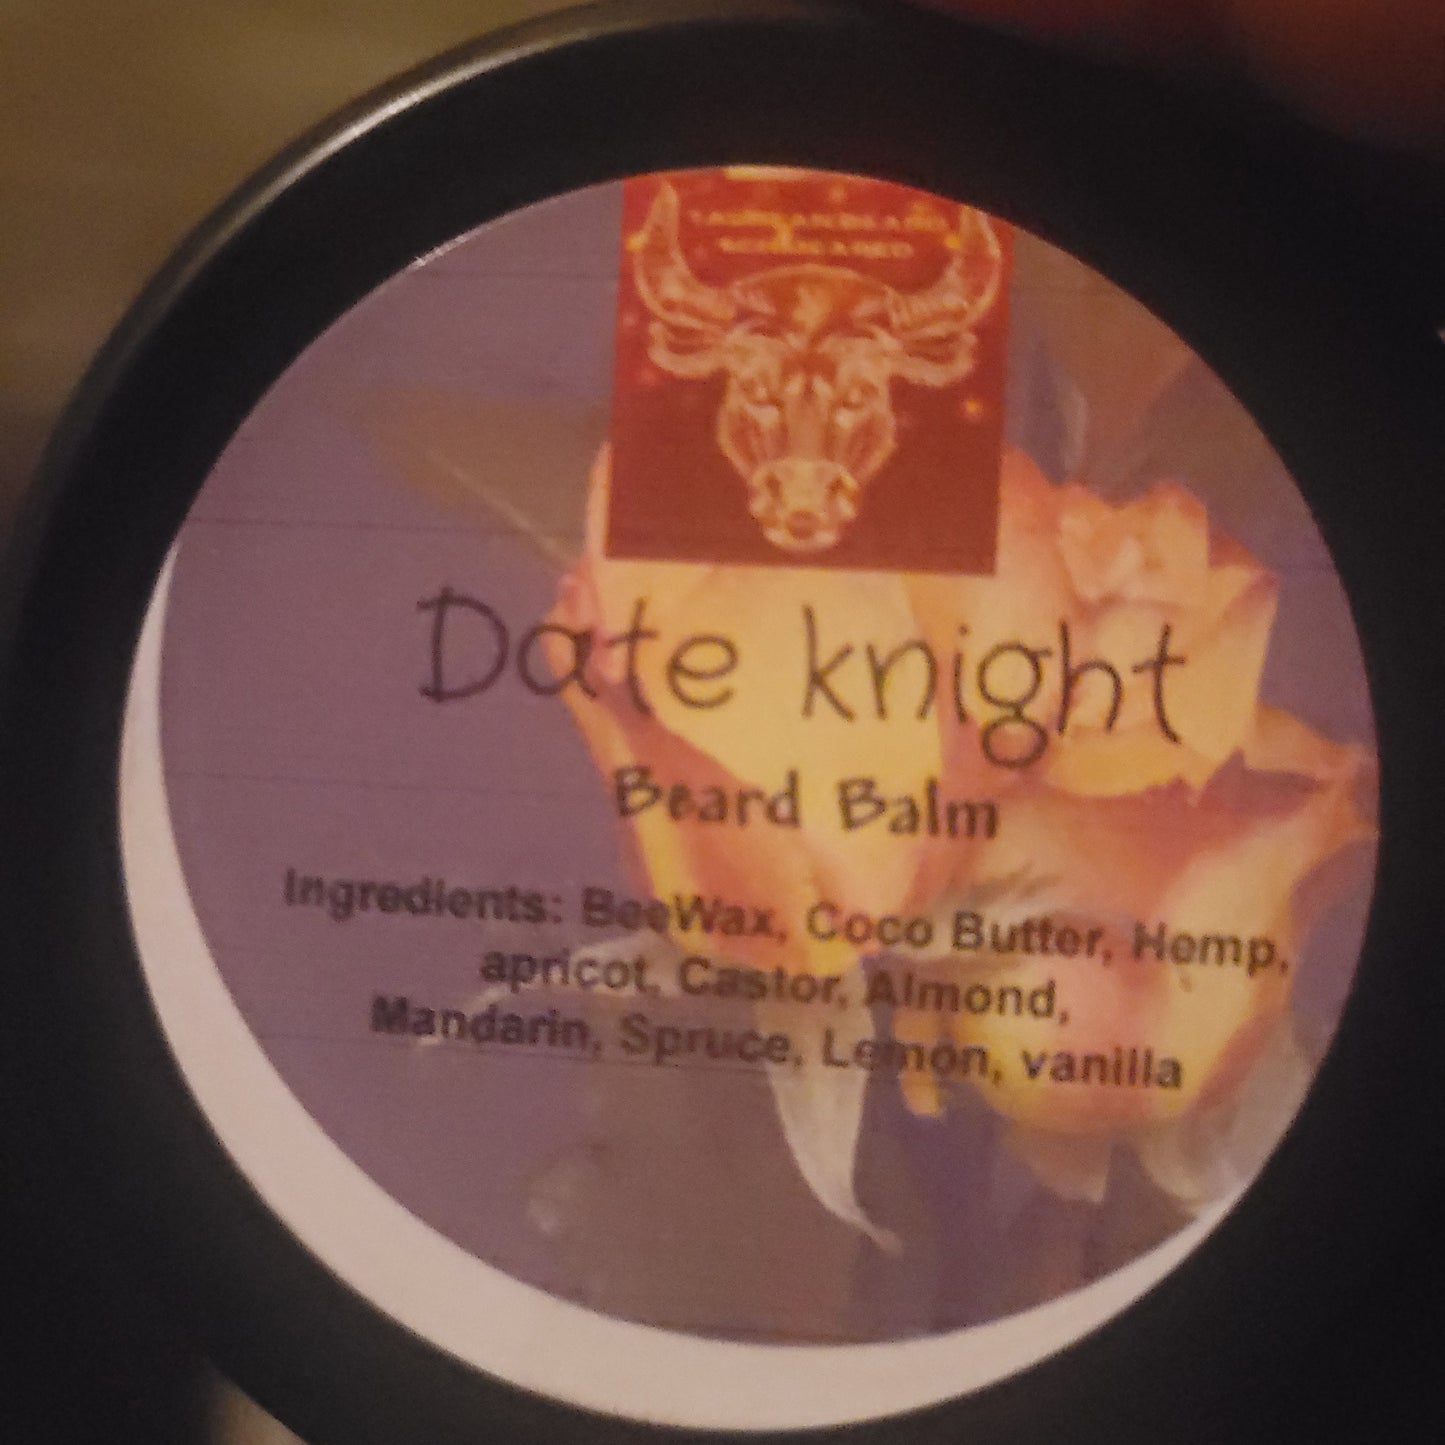 Date knight
Beard Balm
Ingredients: BeeWax, Coco Butter, Hemp,
apricot, Castor, Almond,
Mandarin, Spruce, Lemon, vanilla